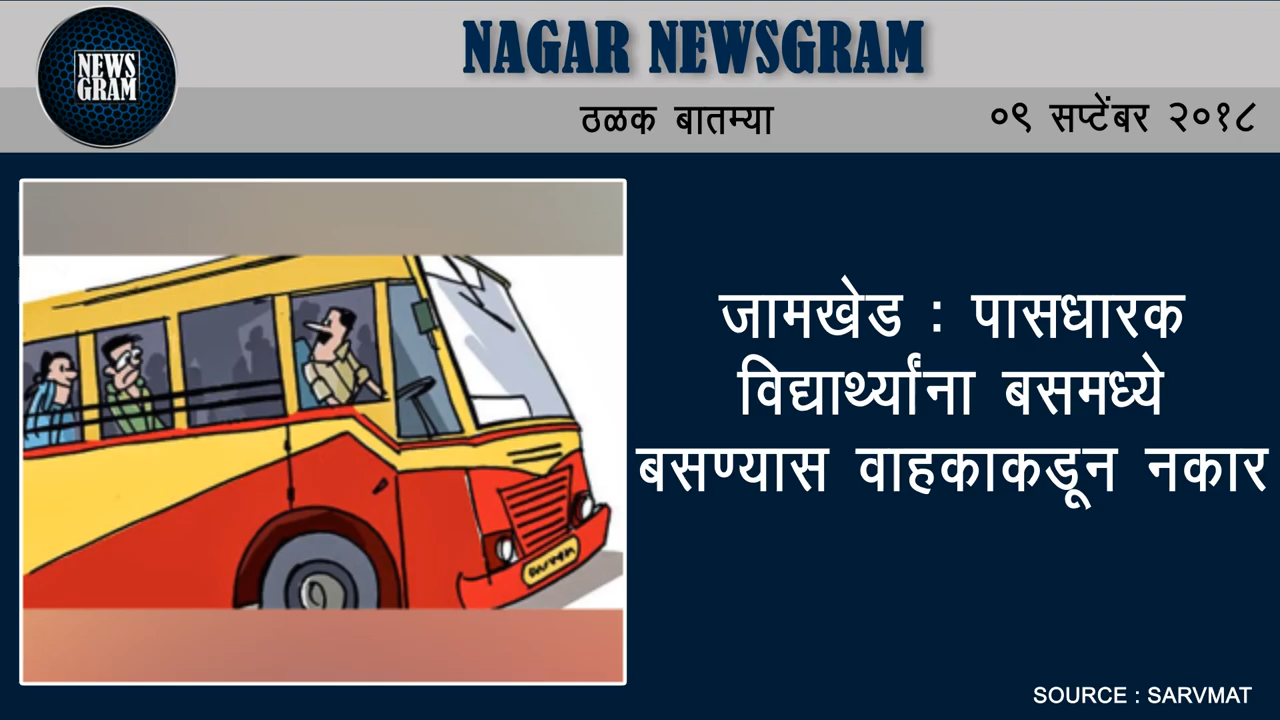 NEWS
GRAM
NAGAR NEWSGRAM
ठळक बातम्या
०९ सप्टेंबर २०१८
जामखेड : पासधारक
विद्यार्थ्यांना बसमध्ये
बसण्यास वाहकाकडून नकार
SOURCE : SARVMAT